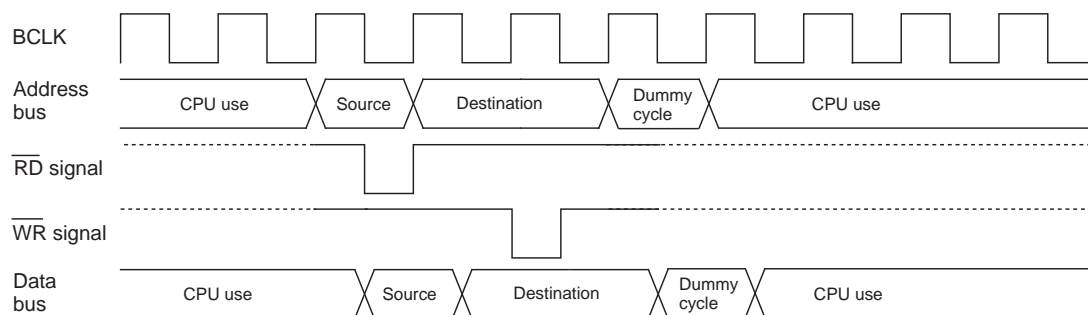 BCLK
Address
bus
CPU use
Source
Destination
Dummy
cycle
CPU use
RD signal
WR signal
Data
bus
CPU use
Source
Destination
Dummy
cycle
CPU use